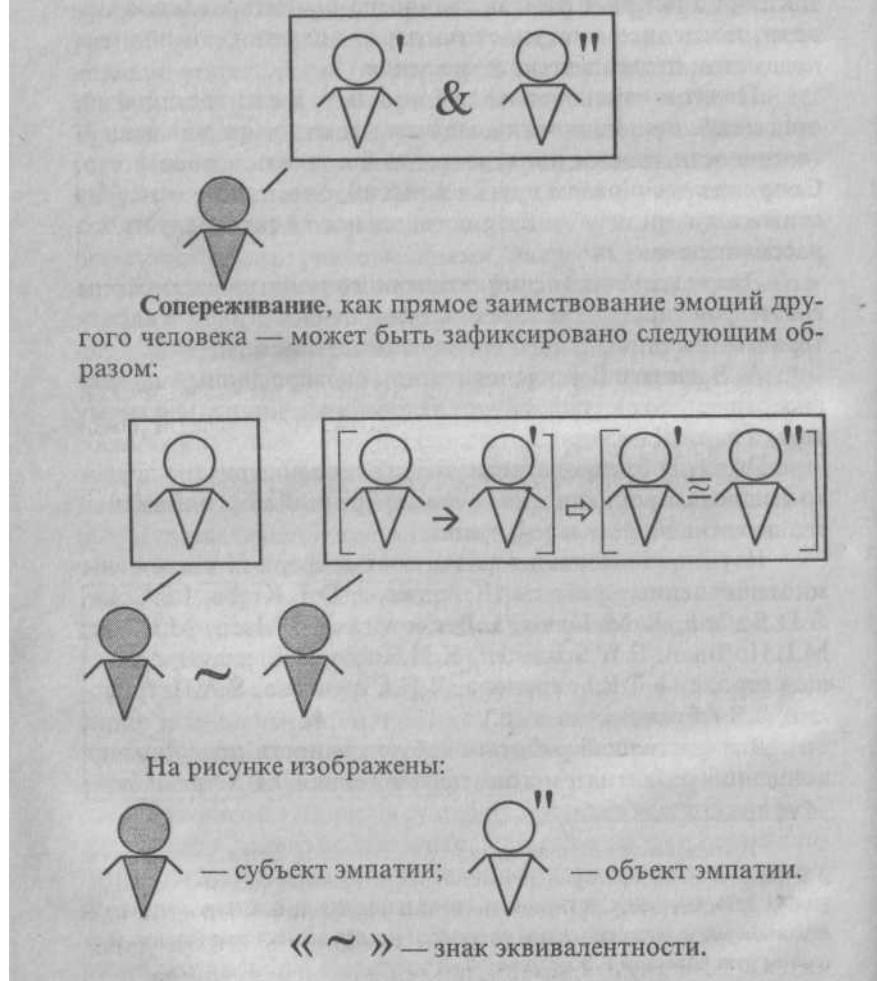 ' & "
Сопереживание, как прямое заимствование эмоций дру-
гого человека — может быть зафиксировано следующим об-
разом:
[ → ' ] ⇨ [ ' ≈ " ]
~
На рисунке изображены:
— субъект эмпатии; " — объект эмпатии.
« ~ » — знак эквивалентности.